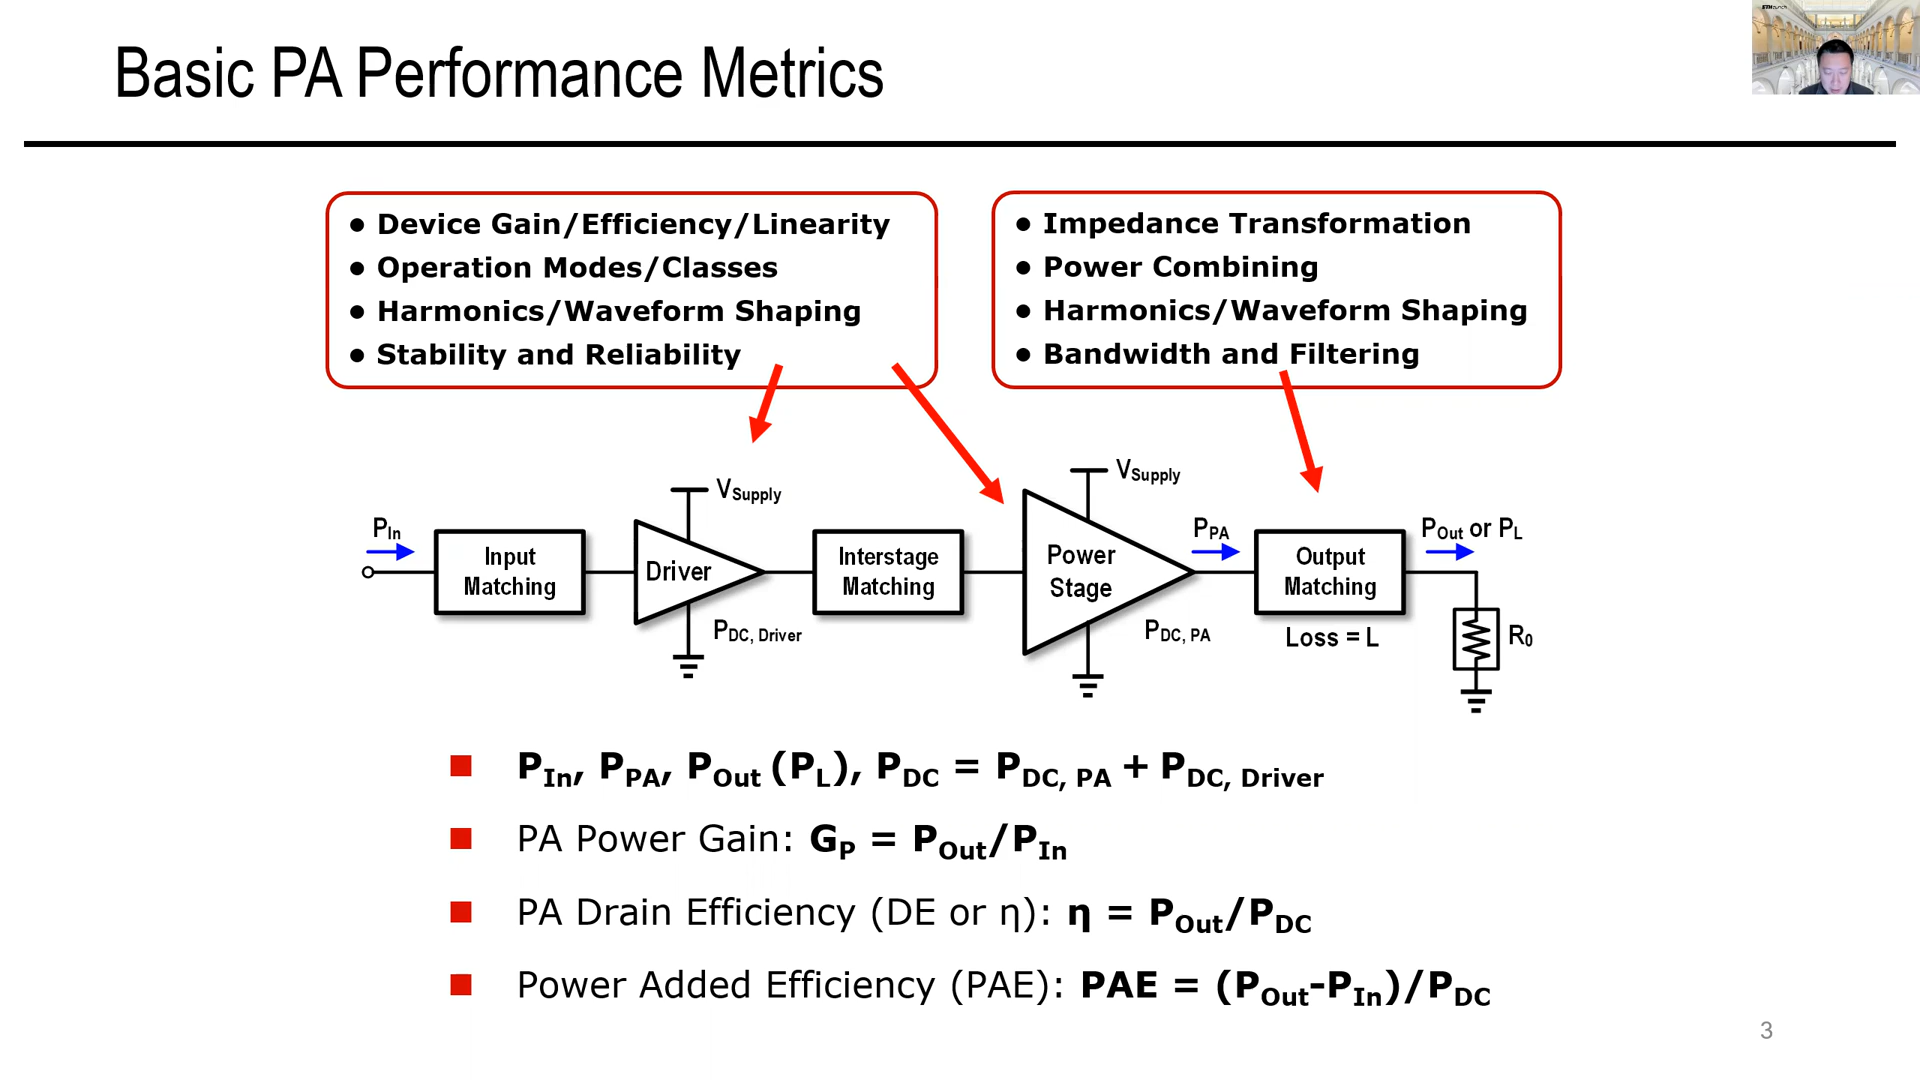 Basic PA Performance Metrics
ETH zürich
● Device Gain/Efficiency/Linearity
● Operation Modes/Classes
● Harmonics/Waveform Shaping
● Stability and Reliability
● Impedance Transformation
● Power Combining
● Harmonics/Waveform Shaping
● Bandwidth and Filtering
VSupply
VSupply
PIn
PPA
POut or PL
Input
Matching
Driver
Interstage
Matching
Power
Stage
Output
Matching
PDC, Driver
PDC, PA
Loss = L
R0
PIn, PPA, POut (PL), PDC = PDC, PA + PDC, Driver
PA Power Gain: GP = POut/PIn
PA Drain Efficiency (DE or η): η = POut/PDC
Power Added Efficiency (PAE): PAE = (POut-PIn)/PDC
3